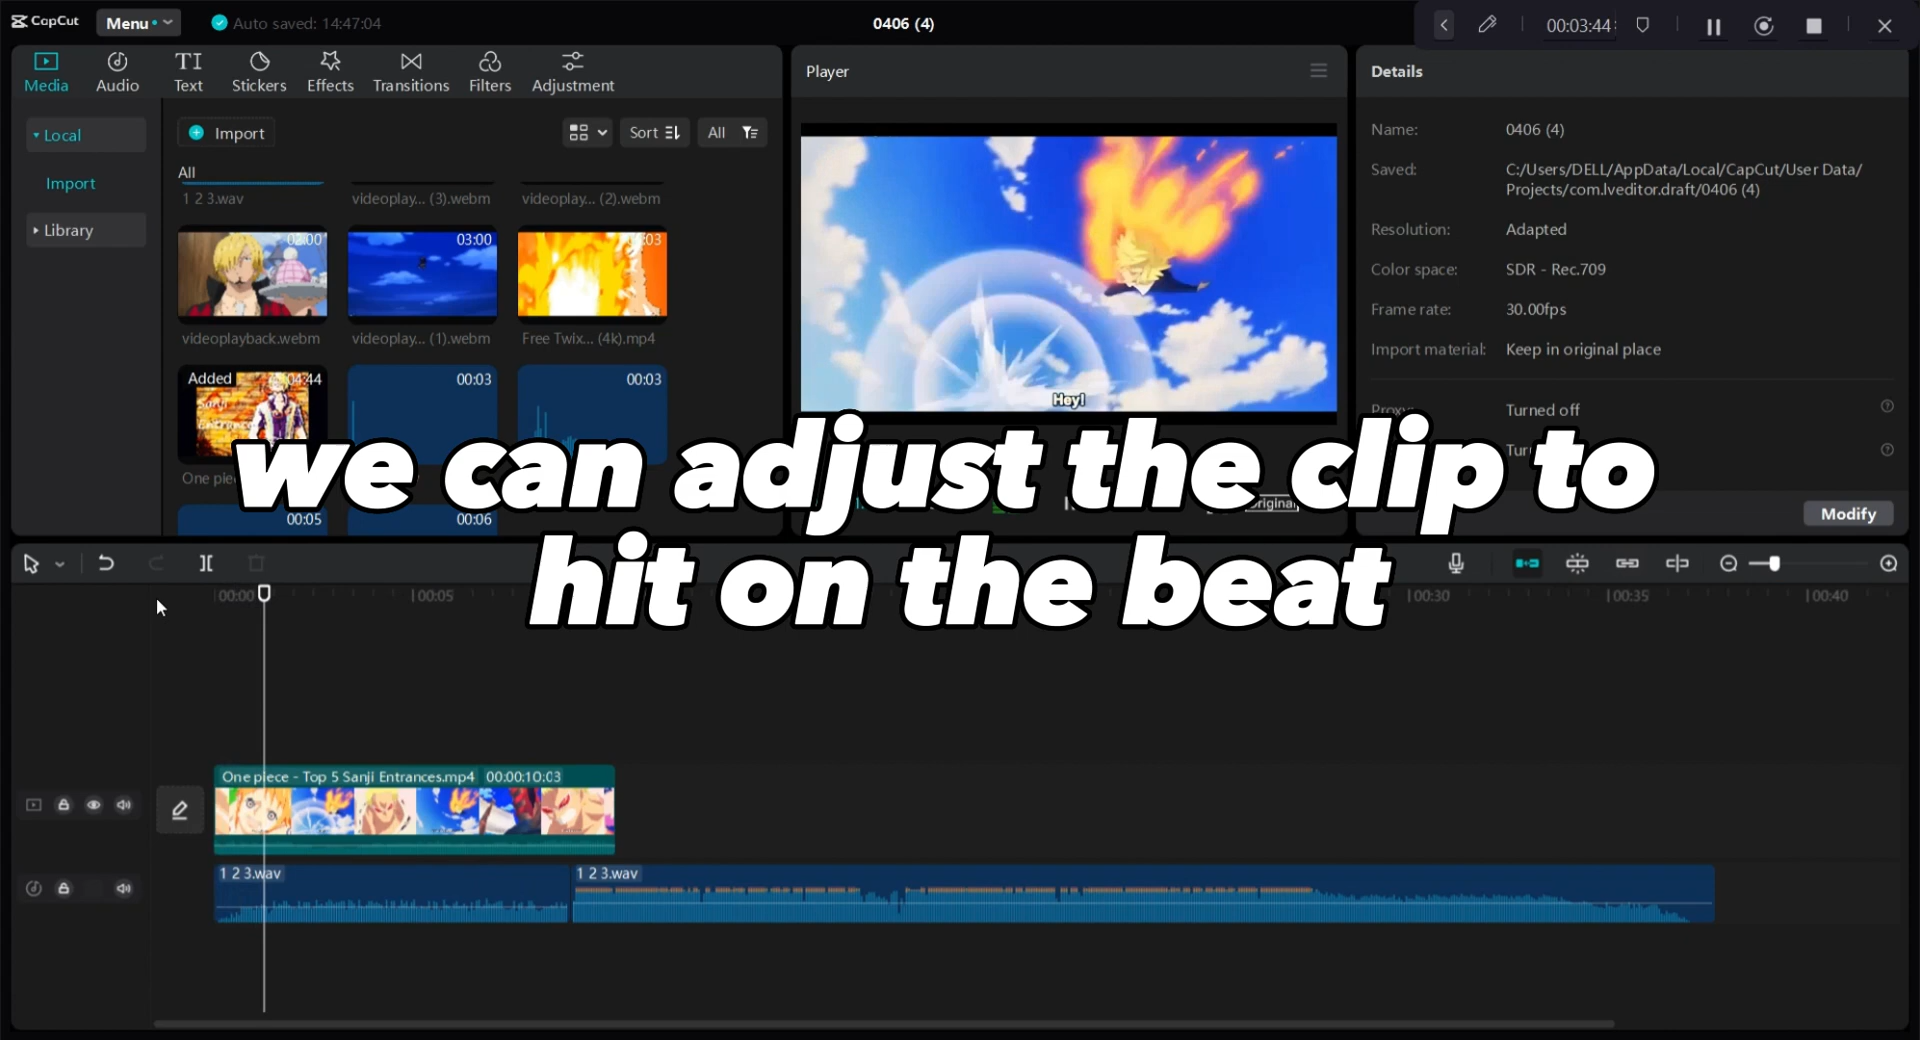 CapCut
Menu
Auto saved: 14:47:04
0406 (4)
00:03:44
Media
Audio
TI
Text
Stickers
Effects
Transitions
Filters
Adjustment
Player
Details
Local
Import
Library
Import
Sort
All
All
1 2 3.wav
videoplay... (3).webm
videoplay... (2).webm
02:00
03:00
:03
videoplayback.webm
videoplay... (1).webm
Free Twix... (4k).mp4
Added
04:44
00:03
00:03
One pie
00:05
00:06
Hey!
Name:
0406 (4)
Saved:
C:/Users/DELL/AppData/Local/CapCut/User Data/
Projects/com.lveditor.draft/0406 (4)
Resolution:
Adapted
Color space:
SDR - Rec.709
Frame rate:
30.00fps
Import material:
Keep in original place
Proxy:
Turned off
Modify
we can adjust the clip to
hit on the beat
00:00
00:05
00:30
00:35
00:40
One piece - Top 5 Sanji Entrances.mp4 00:00:10:03
1 2 3.wav
1 2 3.wav